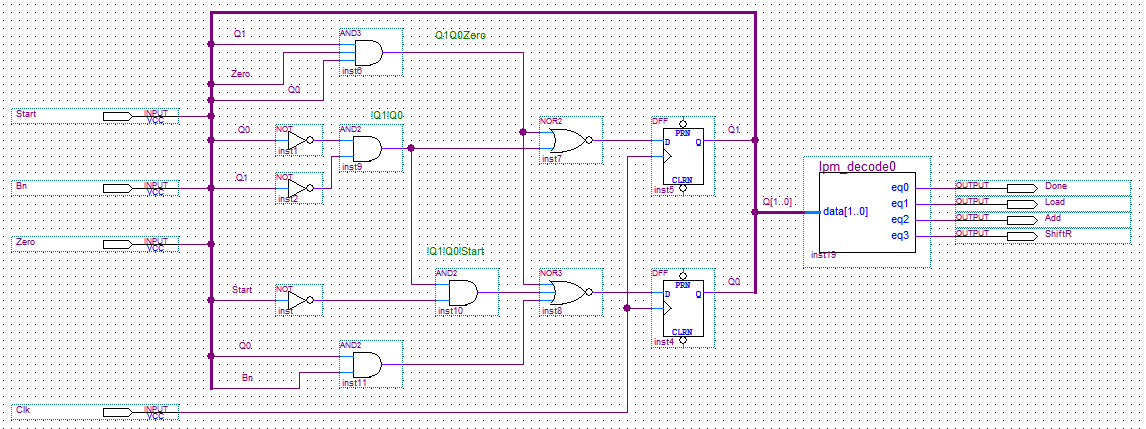 Q1
AND3
Q1Q0Zero
inst6
Zero
Q0
Start
INPUT
VCC
!Q1!Q0
Q0
NOT
inst1
AND2
inst9
NOR2
inst7
DFF
PRN
D
Q
CLRN
inst5
Q1
Bn
INPUT
VCC
Q1
NOT
inst2
lpm_decode0
data[1..0]
eq0
eq1
eq2
eq3
inst19
Q[1..0]
OUTPUT
Done
OUTPUT
Load
OUTPUT
Add
OUTPUT
ShiftR
Zero
INPUT
VCC
!Q1!Q0!Start
Start
NOT
inst
AND2
inst10
NOR3
inst8
DFF
PRN
D
Q
CLRN
inst4
Q0
Q0
Bn
AND2
inst11
Clk
INPUT
VCC